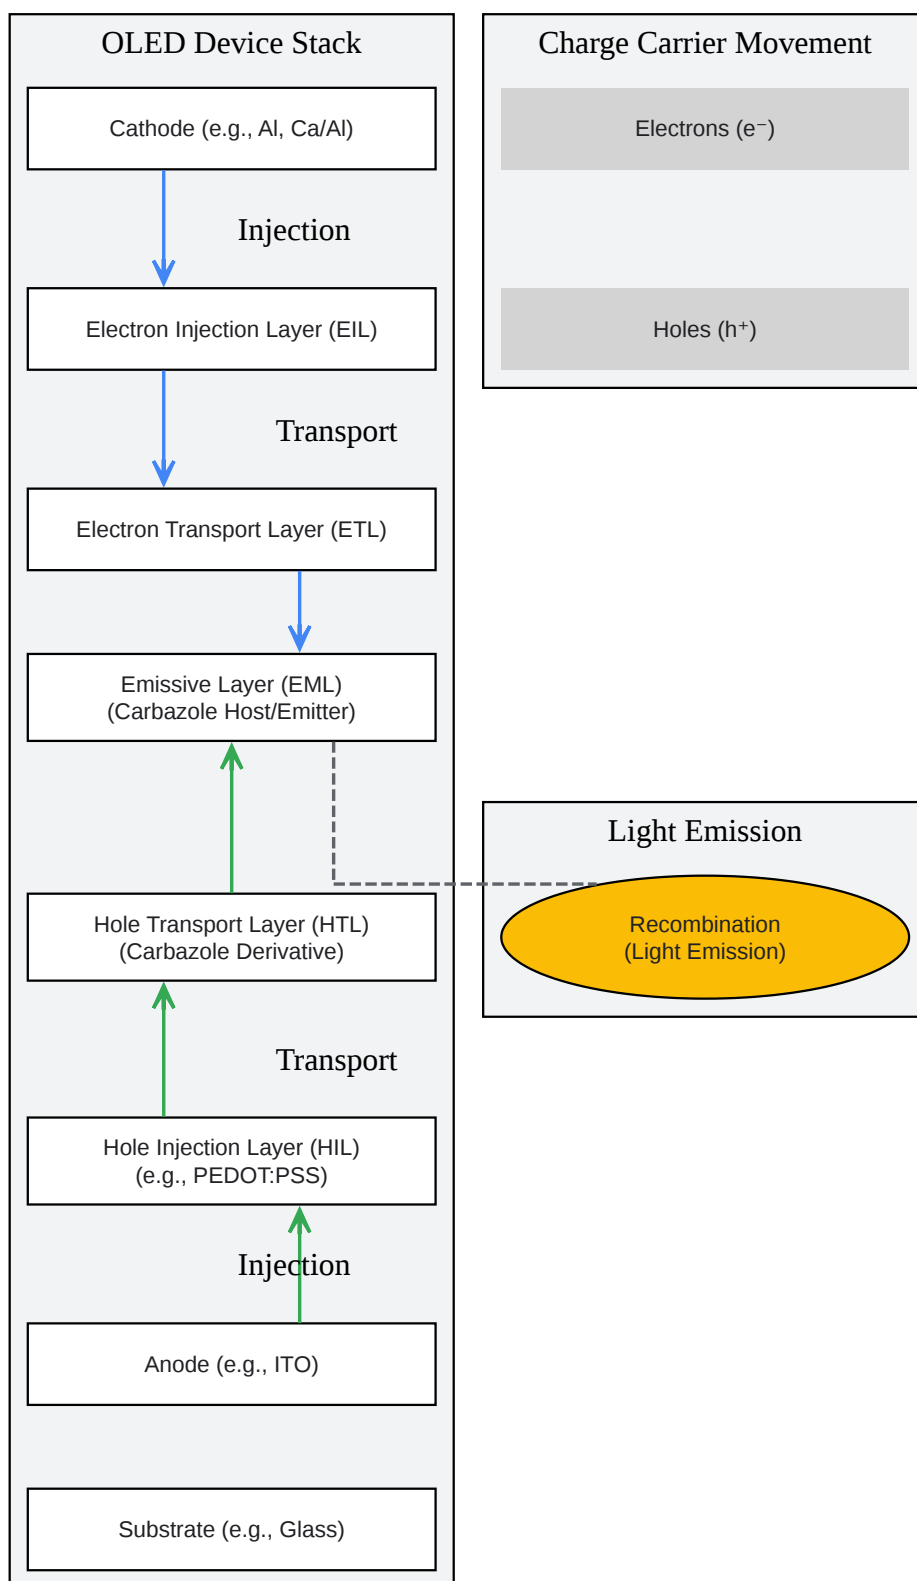 OLED Device Stack
Cathode (e.g., Al, Ca/Al)
Injection
Electron Injection Layer (EIL)
Transport
Electron Transport Layer (ETL)
Emissive Layer (EML)
(Carbazole Host/Emitter)
Hole Transport Layer (HTL)
(Carbazole Derivative)
Transport
Hole Injection Layer (HIL)
(e.g., PEDOT:PSS)
Injection
Anode (e.g., ITO)
Substrate (e.g., Glass)
Charge Carrier Movement
Electrons (e⁻)
Holes (h⁺)
Light Emission
Recombination
(Light Emission)